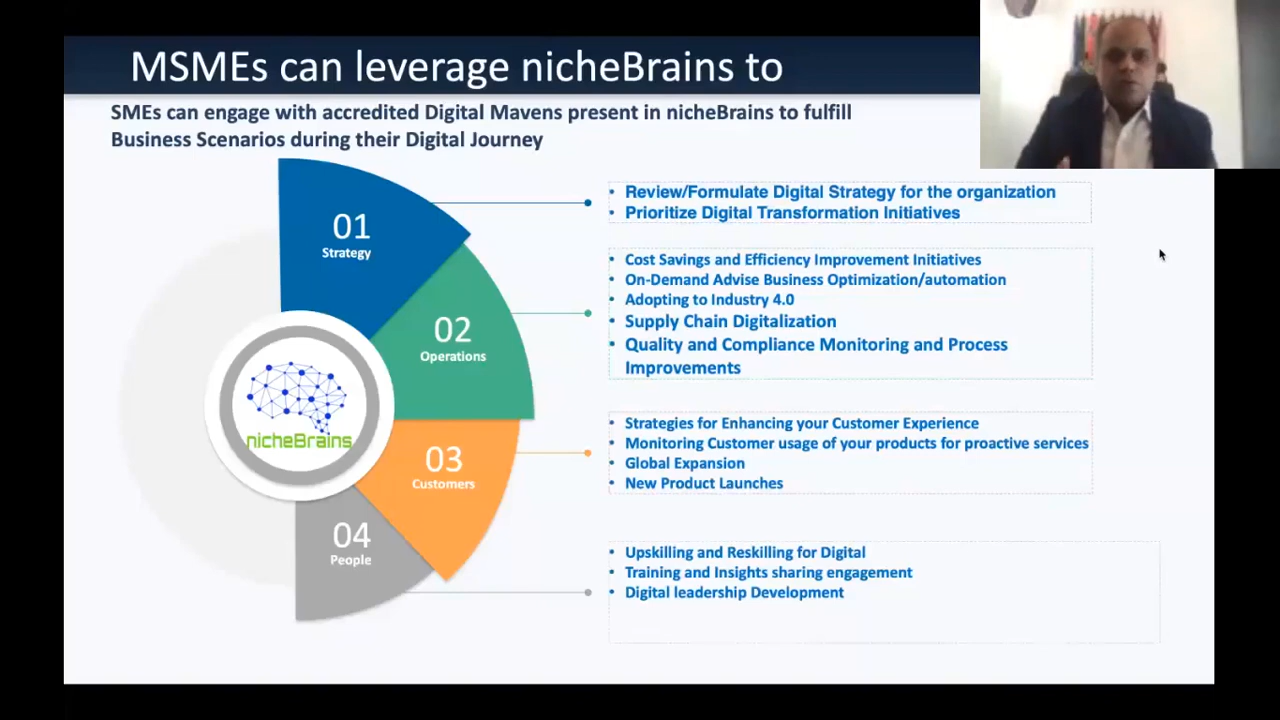 MSMEs can leverage nicheBrains to
SMEs can engage with accredited Digital Mavens present in nicheBrains to fulfill
Business Scenarios during their Digital Journey
01
Strategy
• Review/Formulate Digital Strategy for the organization
• Prioritize Digital Transformation Initiatives
02
Operations
• Cost Savings and Efficiency Improvement Initiatives
• On-Demand Advise Business Optimization/automation
• Adopting to Industry 4.0
• Supply Chain Digitalization
• Quality and Compliance Monitoring and Process
Improvements
nicheBrains
03
Customers
• Strategies for Enhancing your Customer Experience
• Monitoring Customer usage of your products for proactive services
• Global Expansion
• New Product Launches
04
People
• Upskilling and Reskilling for Digital
• Training and Insights sharing engagement
• Digital leadership Development